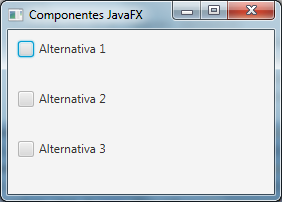 Componentes JavaFX
Alternativa 1
Alternativa 2
Alternativa 3